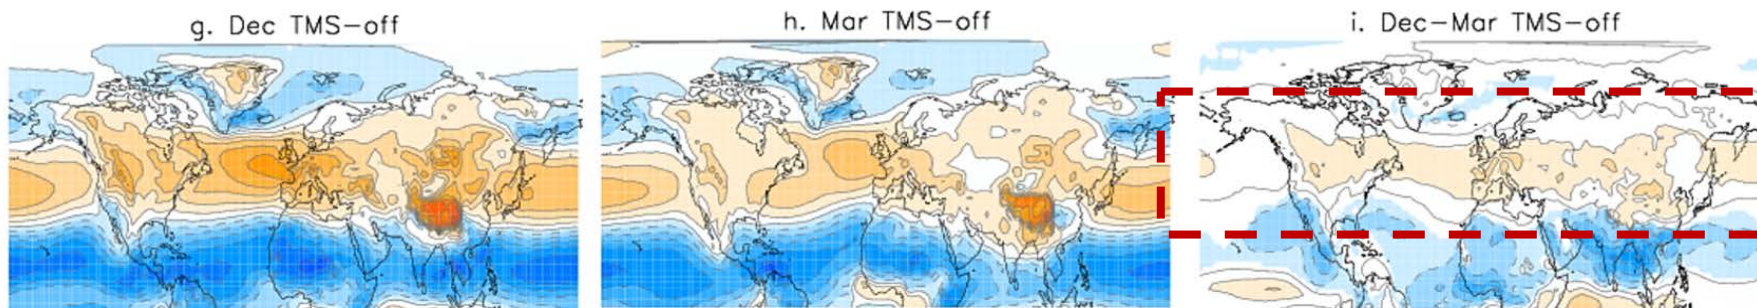 g. Dec TMS-off
h. Mar TMS-off
i. Dec-Mar TMS-off